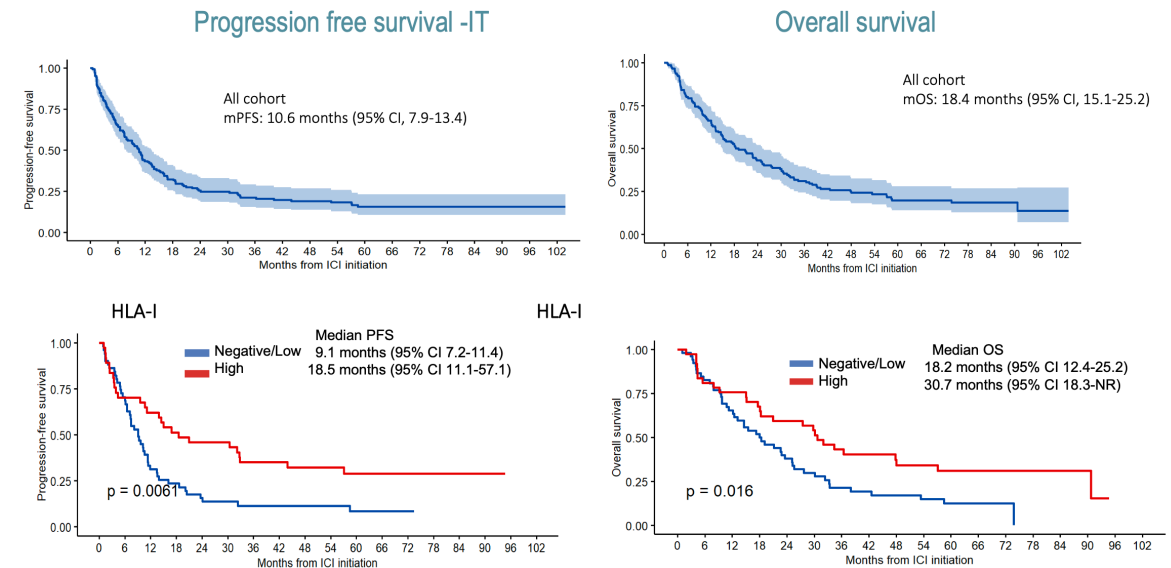 Progression free survival -IT
Overall survival
Progression-free survival
1.00
0.75
0.50
0.25
0.00
All cohort
mPFS: 10.6 months (95% CI, 7.9-13.4)
0 6 12 18 24 30 36 42 48 54 60 66 72 78 84 90 96 102
Months from ICI initiation
Overall survival
1.00
0.75
0.50
0.25
0.00
All cohort
mOS: 18.4 months (95% CI, 15.1-25.2)
0 6 12 18 24 30 36 42 48 54 60 66 72 78 84 90 96 102
Months from ICI initiation
HLA-I
Median PFS
Negative/Low 9.1 months (95% CI 7.2-11.4)
High 18.5 months (95% CI 11.1-57.1)
Progression-free survival
1.00
0.75
0.50
0.25
0.00
p = 0.0061
0 6 12 18 24 30 36 42 48 54 60 66 72 78 84 90 96 102
Months from ICI initiation
HLA-I
Median OS
Negative/Low 18.2 months (95% CI 12.4-25.2)
High 30.7 months (95% CI 18.3-NR)
Overall survival
1.00
0.75
0.50
0.25
0.00
p = 0.016
0 6 12 18 24 30 36 42 48 54 60 66 72 78 84 90 96 102
Months from ICI initiation